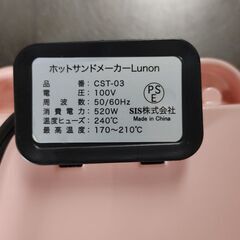 ホットサンドメーカーLunon
品番：CST-03
電圧：100V
周波数：50/60Hz
消費電力：520W
温度ヒューズ：240℃
最高温度：170～210℃
PSE
SIS株式会社
Made in China